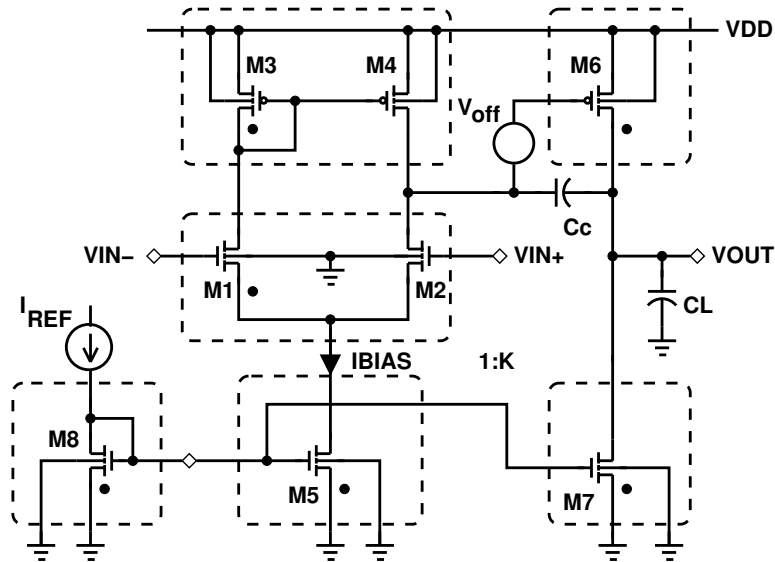 VDD
M3
M4
M6
Voff
Cc
VIN−
VIN+
VOUT
M1
M2
CL
IREF
IBIAS
1:K
M8
M5
M7